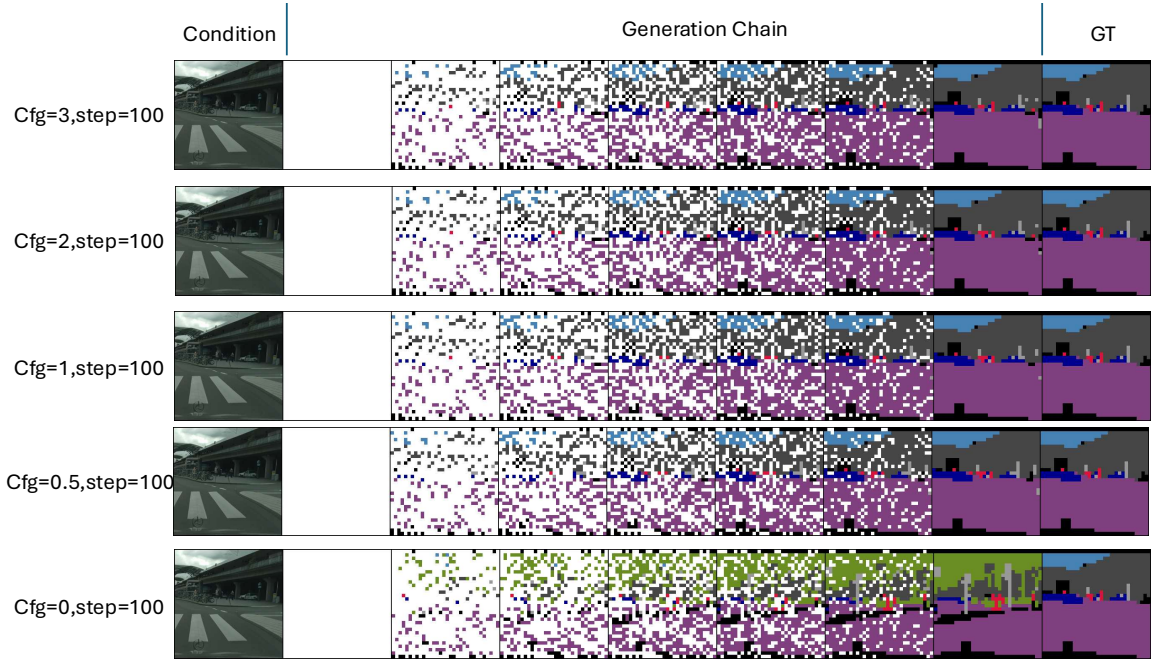 Condition
Generation Chain
GT
Cfg=3,step=100
Cfg=2,step=100
Cfg=1,step=100
Cfg=0.5,step=100
Cfg=0,step=100